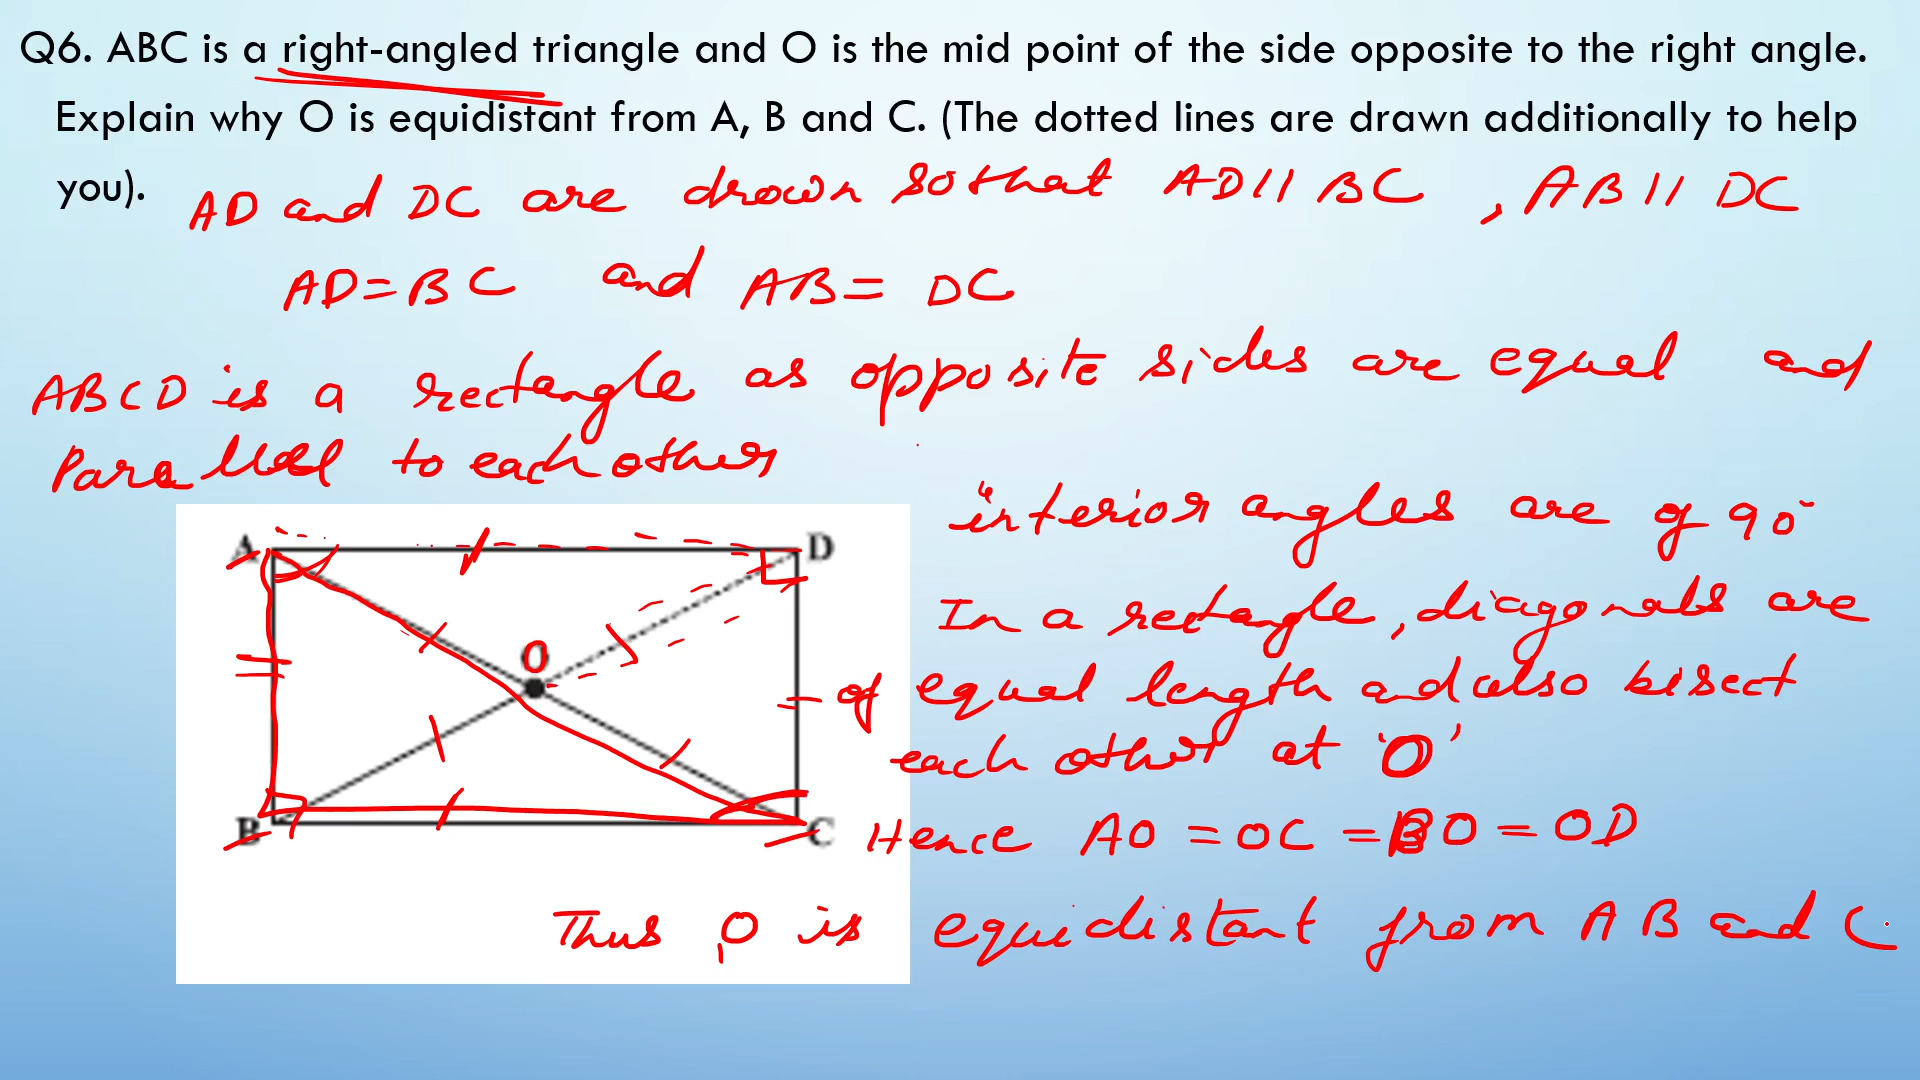 Q6. ABC is a right-angled triangle and O is the mid point of the side opposite to the right angle.
Explain why O is equidistant from A, B and C. (The dotted lines are drawn additionally to help
you).
AD and DC are drown so that AD // BC , AB // DC
AD = BC and AB = DC
ABCD is a rectangle as opposite sides are equal and
Parallel to each other
interior angles are of 90°
In a rectangle, diagonals are
of equal length and also bisect
each other at 'O'
Hence AO = OC = BO = OD
Thus, O is equidistant from A B and C
A
D
O
B
C